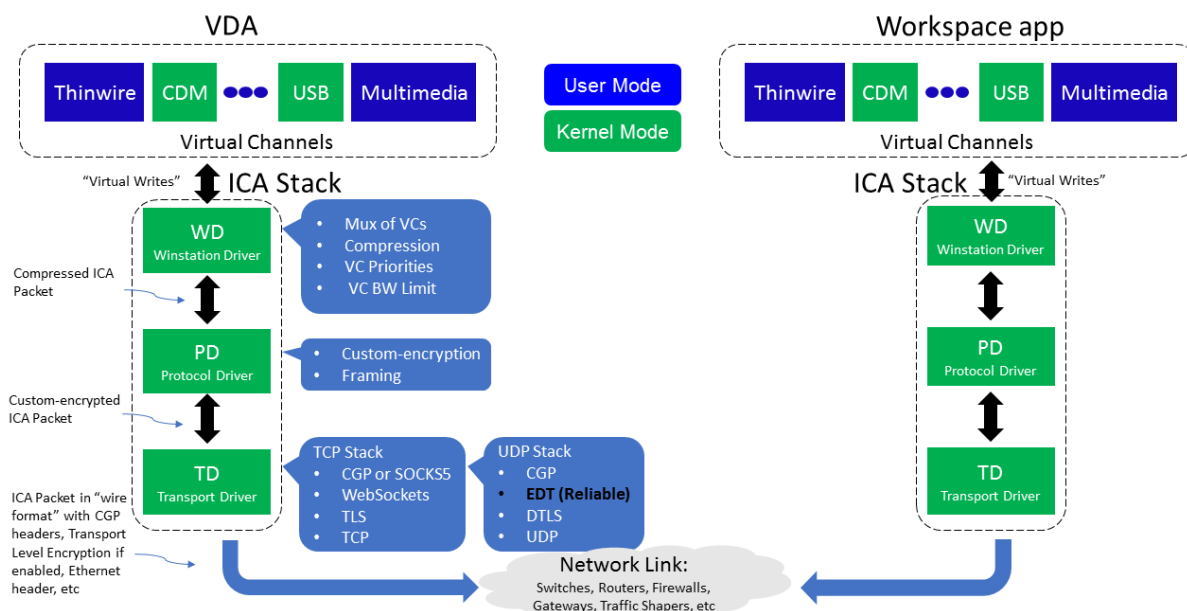 VDA
Thinwire
CDM
USB
Multimedia
Virtual Channels
User Mode
Kernel Mode
Workspace app
Thinwire
CDM
USB
Multimedia
Virtual Channels
"Virtual Writes"
ICA Stack
WD
Winstation Driver
• Mux of VCs
• Compression
• VC Priorities
• VC BW Limit
Compressed ICA
Packet
PD
Protocol Driver
• Custom-encryption
• Framing
Custom-encrypted
ICA Packet
TD
Transport Driver
TCP Stack
• CGP or SOCKS5
• WebSockets
• TLS
• TCP
UDP Stack
• CGP
• EDT (Reliable)
• DTLS
• UDP
ICA Packet in "wire
format" with CGP
headers, Transport
Level Encryption if
enabled, Ethernet
header, etc
Network Link:
Switches, Routers, Firewalls,
Gateways, Traffic Shapers, etc
ICA Stack
"Virtual Writes"
WD
Winstation Driver
PD
Protocol Driver
TD
Transport Driver